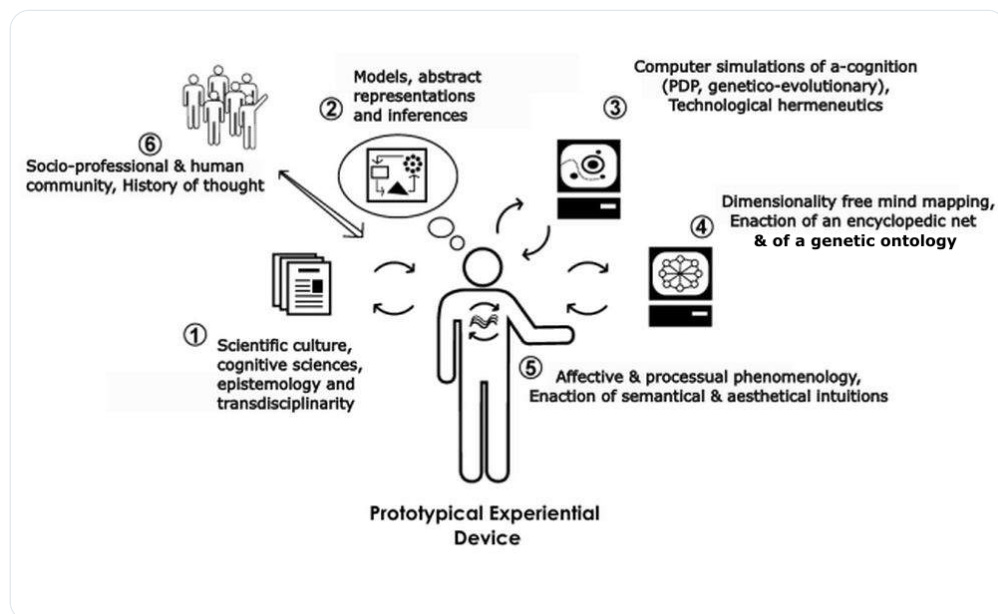 ①
Scientific culture,
cognitive sciences,
epistemology and
transdisciplinarity
②
Models, abstract
representations
and inferences
③
Computer simulations of a-cognition
(PDP, genetico-evolutionary),
Technological hermeneutics
④
Dimensionality free mind mapping,
Enaction of an encyclopedic net
& of a genetic ontology
⑤
Affective & processual phenomenology,
Enaction of semantical & aesthetical intuitions
⑥
Socio-professional & human
community, History of thought
Prototypical Experiential
Device